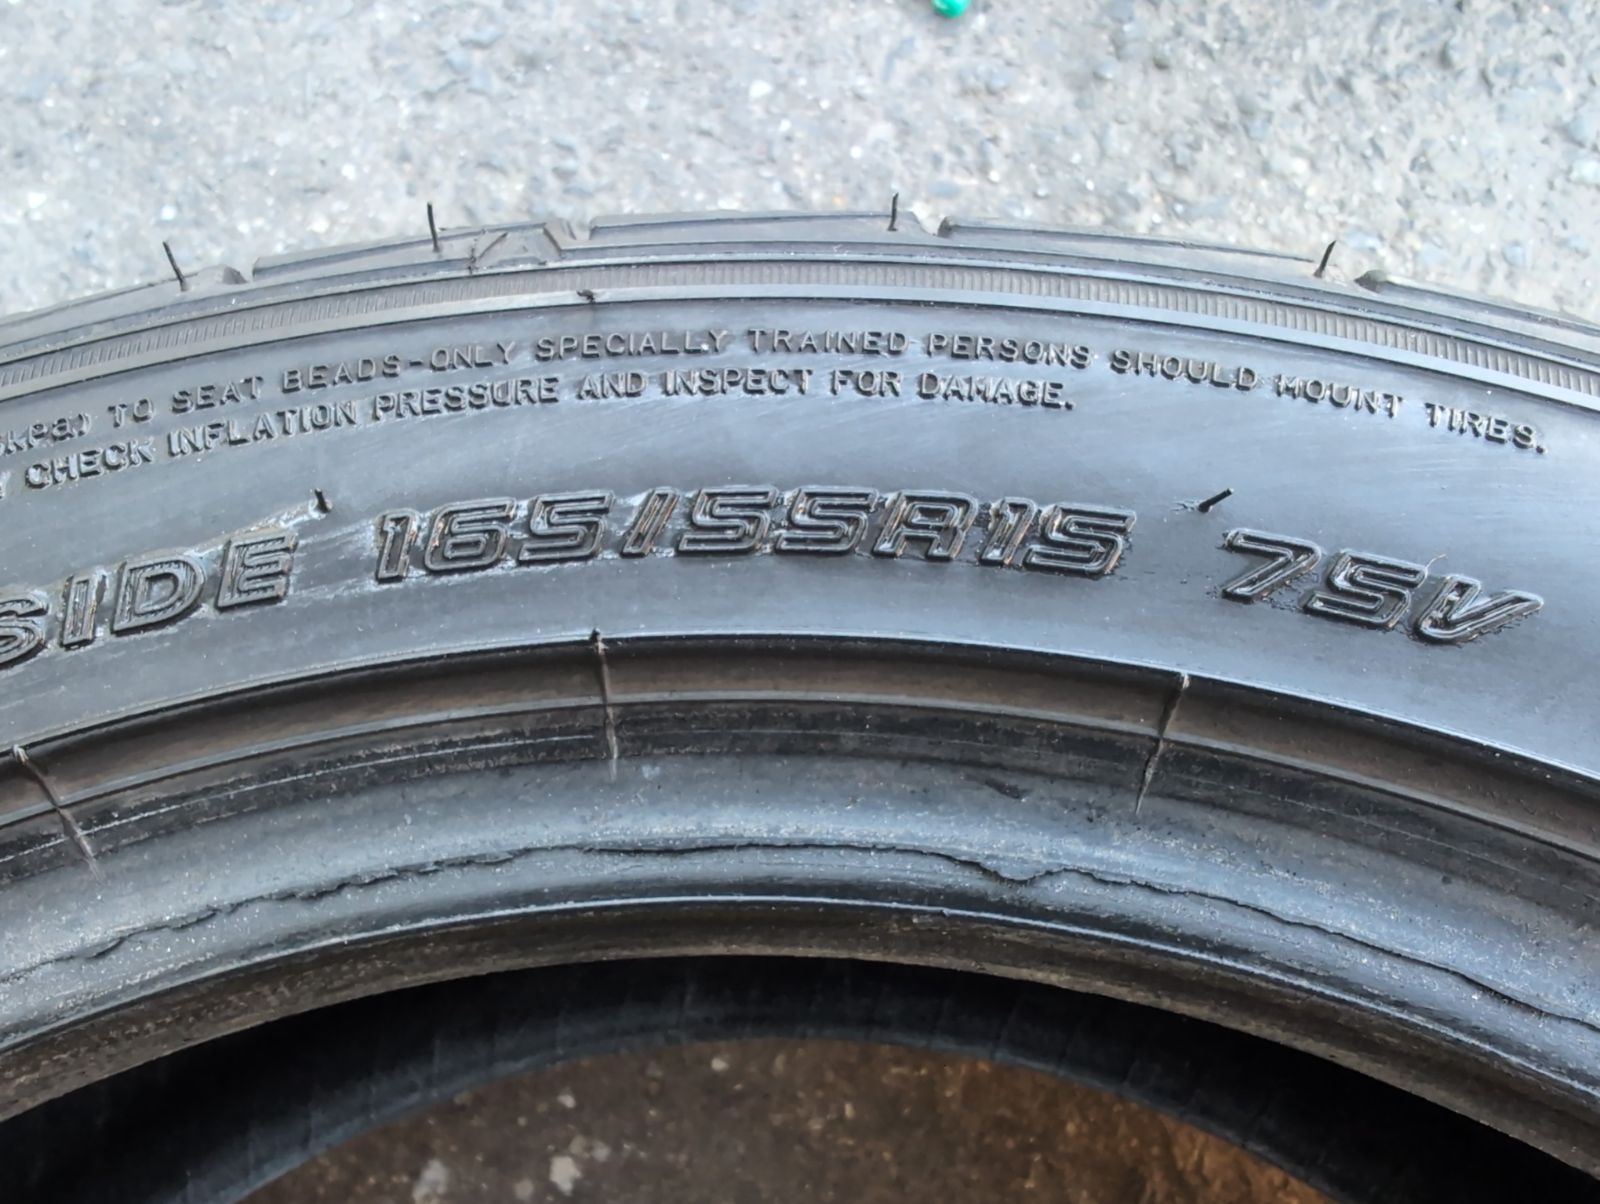 TO SEAT BEADS-ONLY SPECIALLY TRAINED PERSONS SHOULD MOUNT TIRES.
CHECK INFLATION PRESSURE AND INSPECT FOR DAMAGE.
SIDE 165/55R15 75V